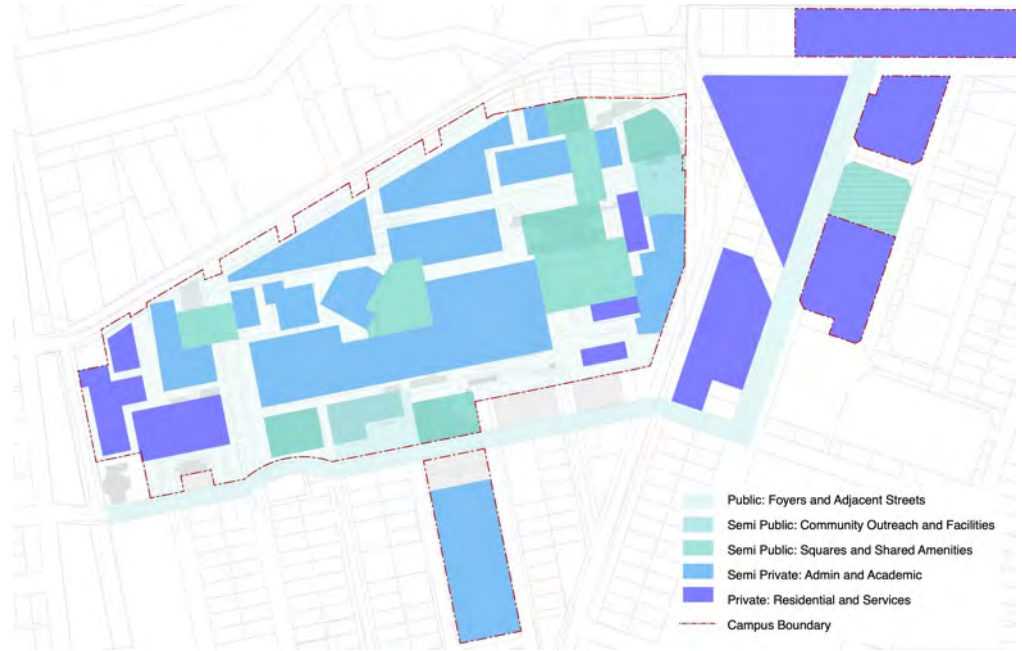 Public: Foyers and Adjacent Streets
Semi Public: Community Outreach and Facilities
Semi Public: Squares and Shared Amenities
Semi Private: Admin and Academic
Private: Residential and Services
Campus Boundary